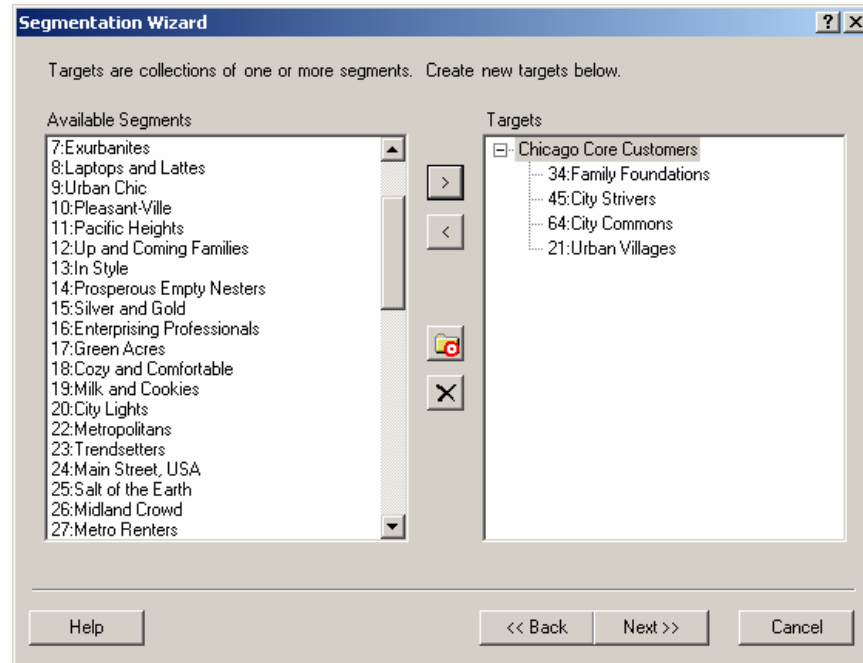 Segmentation Wizard
Targets are collections of one or more segments. Create new targets below.
Available Segments
7:Exurbanites
8:Laptops and Lattes
9:Urban Chic
10:Pleasant-Ville
11:Pacific Heights
12:Up and Coming Families
13:In Style
14:Prosperous Empty Nesters
15:Silver and Gold
16:Enterprising Professionals
17:Green Acres
18:Cozy and Comfortable
19:Milk and Cookies
20:City Lights
22:Metropolitans
23:Trendsetters
24:Main Street, USA
25:Salt of the Earth
26:Midland Crowd
27:Metro Renters
>
<
Targets
Chicago Core Customers
34:Family Foundations
45:City Strivers
64:City Commons
21:Urban Villages
Help
<< Back
Next >>
Cancel